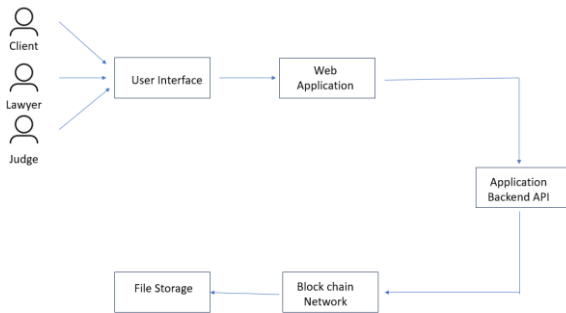 Client
Lawyer
Judge
User Interface
Web
Application
Application
Backend API
Block chain
Network
File Storage